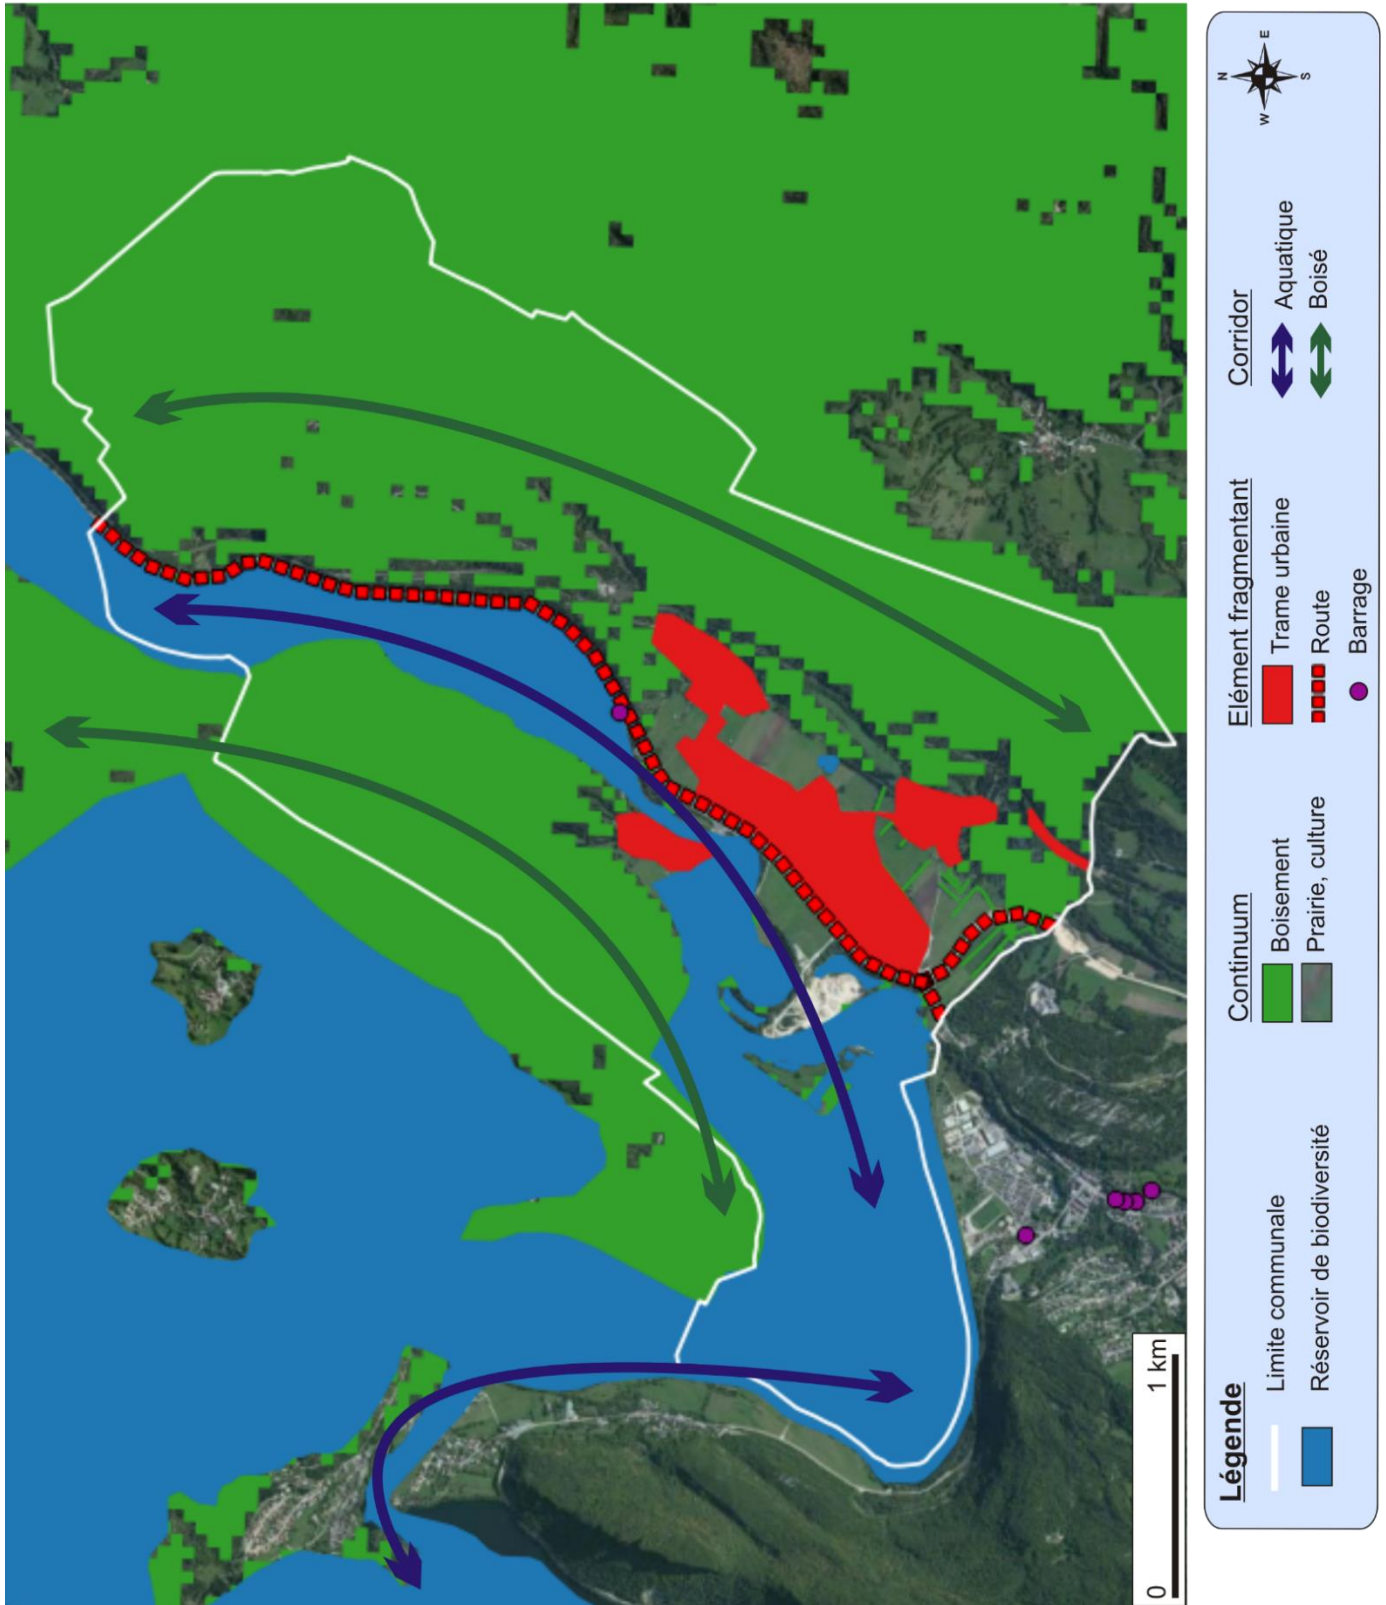 Légende
Limite communale
Réservoir de biodiversité
Continuum
Boisement
Prairie, culture
Elément fragmentant
Trame urbaine
Route
Barrage
Corridor
Aquatique
Boisé
N
W E
S
0 1 km